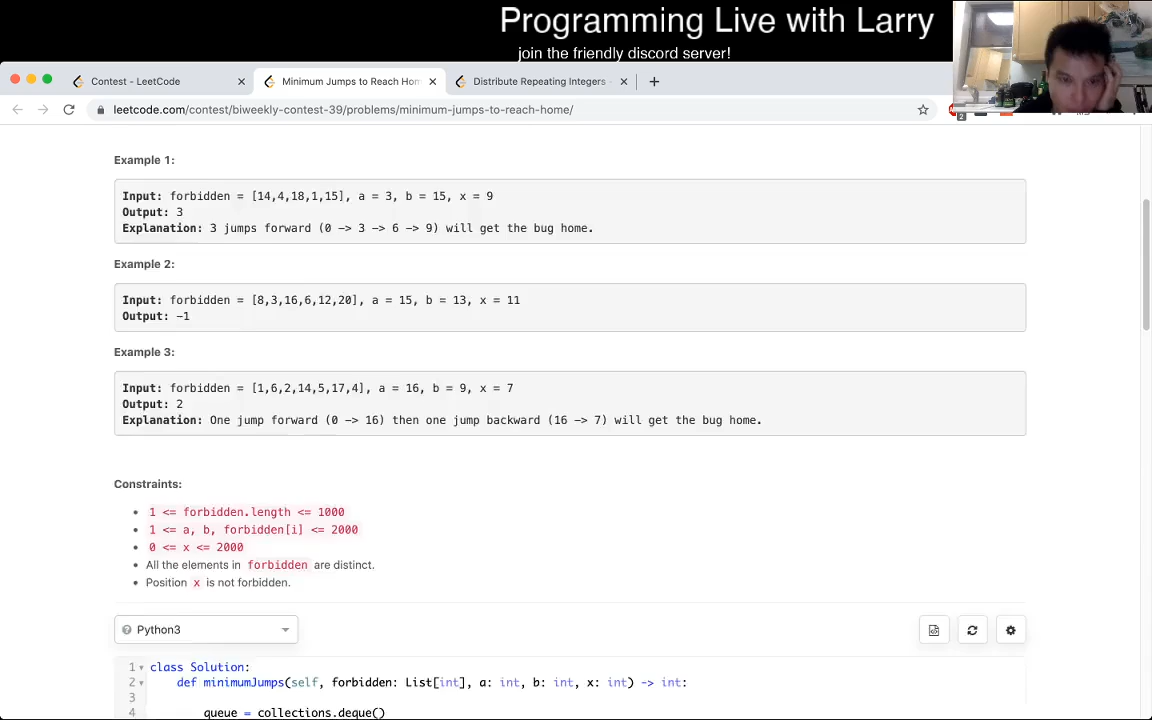 Programming Live with Larry
join the friendly discord server!
Contest - LeetCode
Minimum Jumps to Reach Hom
Distribute Repeating Integers -
leetcode.com/contest/biweekly-contest-39/problems/minimum-jumps-to-reach-home/
2
Example 1:
Input: forbidden = [14,4,18,1,15], a = 3, b = 15, x = 9
Output: 3
Explanation: 3 jumps forward (0 -> 3 -> 6 -> 9) will get the bug home.
Example 2:
Input: forbidden = [8,3,16,6,12,20], a = 15, b = 13, x = 11
Output: -1
Example 3:
Input: forbidden = [1,6,2,14,5,17,4], a = 16, b = 9, x = 7
Output: 2
Explanation: One jump forward (0 -> 16) then one jump backward (16 -> 7) will get the bug home.
Constraints:
1 <= forbidden.length <= 1000
1 <= a, b, forbidden[i] <= 2000
0 <= x <= 2000
All the elements in forbidden are distinct.
Position x is not forbidden.
Python3
1 class Solution:
2 def minimumJumps(self, forbidden: List[int], a: int, b: int, x: int) -> int:
3
4 queue = collections.deque()